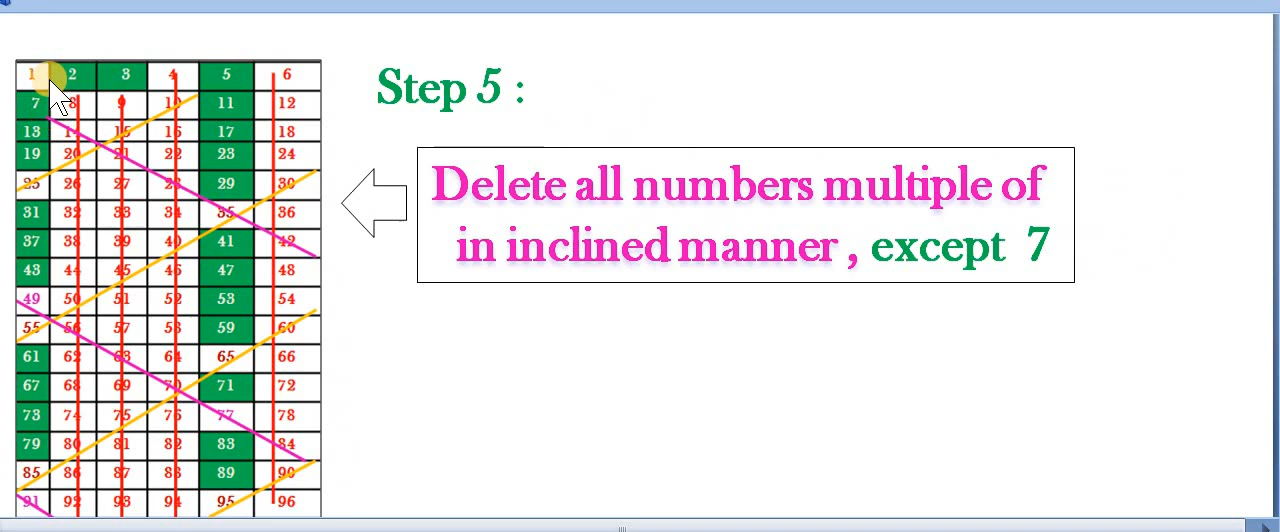 Step 5 :
Delete all numbers multiple of
in inclined manner , except 7
1 2 3 4 5 6
7 8 9 10 11 12
13 14 15 16 17 18
19 20 21 22 23 24
25 26 27 28 29 30
31 32 33 34 35 36
37 38 39 40 41 42
43 44 45 46 47 48
49 50 51 52 53 54
55 56 57 58 59 60
61 62 63 64 65 66
67 68 69 70 71 72
73 74 75 76 77 78
79 80 81 82 83 84
85 86 87 88 89 90
91 92 93 94 95 96